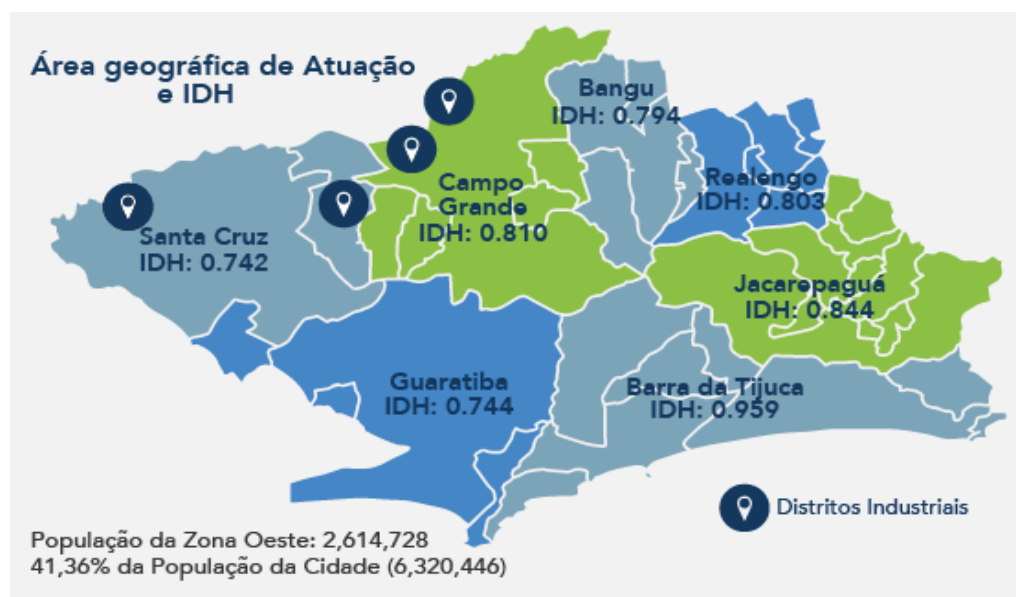 Área geográfica de Atuação
e IDH
Bangu
IDH: 0.794
Realengo
IDH: 0.803
Campo
Grande
IDH: 0.810
Santa Cruz
IDH: 0.742
Jacarepaguá
IDH: 0.844
Guaratiba
IDH: 0.744
Barra da Tijuca
IDH: 0.959
Distritos Industriais
População da Zona Oeste: 2,614,728
41,36% da População da Cidade (6,320,446)